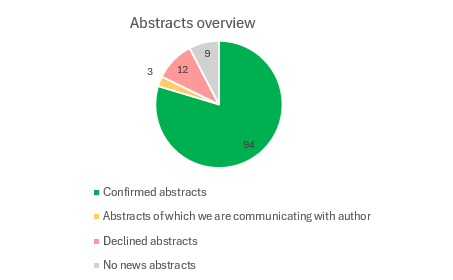 Abstracts overview
9
3
12
94
Confirmed abstracts
Abstracts of which we are communicating with author
Declined abstracts
No news abstracts